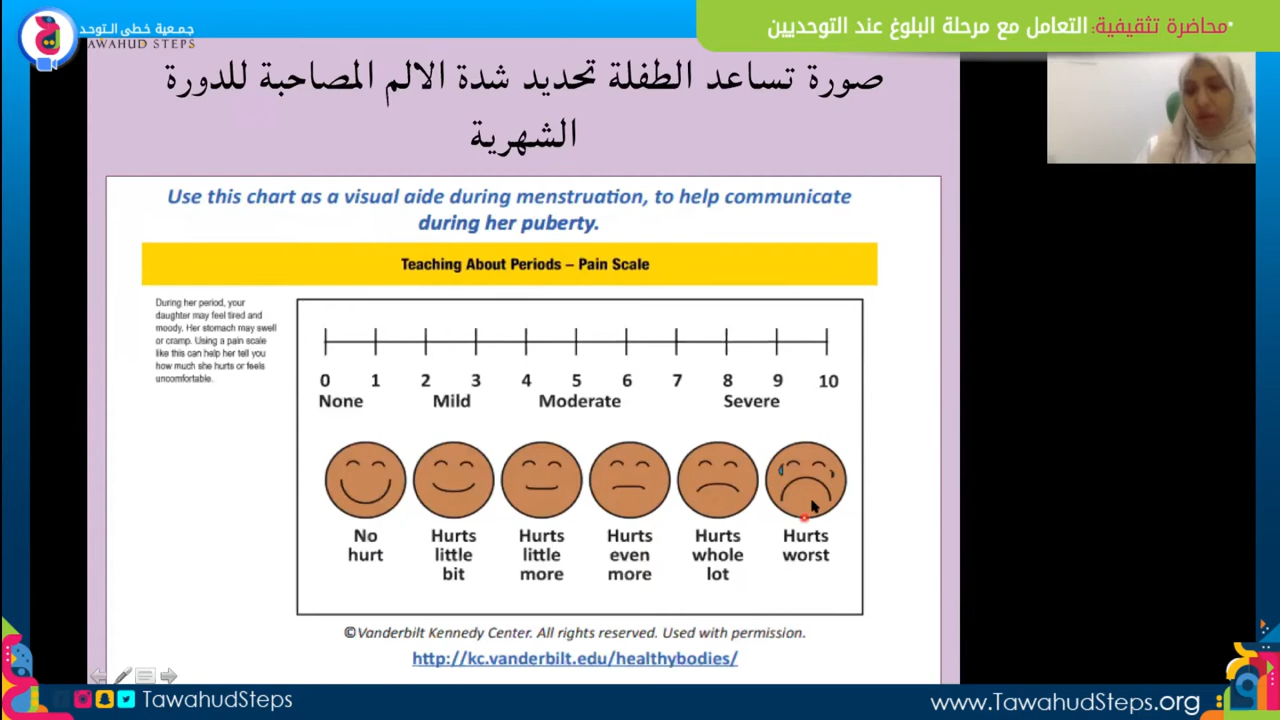 جمعية خطى التوحد
TAWAHUD STEPS
•محاضرة تثقيفية: التعامل مع مرحلة البلوغ عند التوحديين
صورة تساعد الطفلة تحديد شدة الالم المصاحبة للدورة
الشهرية
Use this chart as a visual aide during menstruation, to help communicate
during her puberty.
Teaching About Periods – Pain Scale
During her period, your
daughter may feel tired and
moody. Her stomach may swell
or cramp. Using a pain scale
like this can help her tell you
how much she hurts or feels
uncomfortable.
0 1 2 3 4 5 6 7 8 9 10
None Mild Moderate Severe
No Hurts Hurts Hurts Hurts Hurts
hurt little little even whole worst
bit more more lot
©Vanderbilt Kennedy Center. All rights reserved. Used with permission.
http://kc.vanderbilt.edu/healthybodies/
TawahudSteps
www.TawahudSteps.org